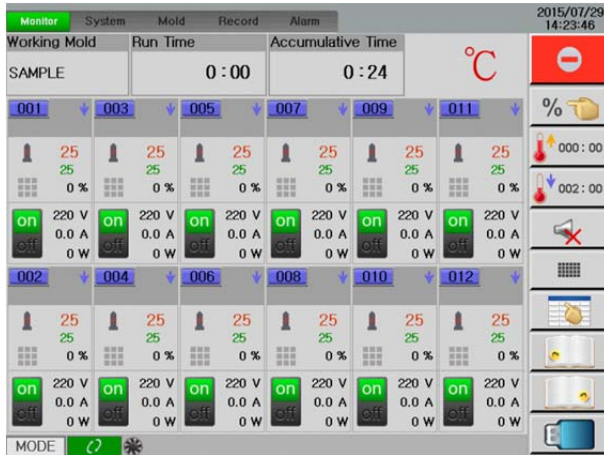 Monitor System Mold Record Alarm 2015/07/29
14:23:46
Working Mold Run Time Accumulative Time
SAMPLE 0:00 0:24 °C
%
001 003 005 007 009 011
000:00
25 25 25 25 25 25
25 25 25 25 25 25
0 % 0 % 0 % 0 % 0 % 0 %
002:00
on 220 V on 220 V on 220 V on 220 V on 220 V on 220 V
0.0 A 0.0 A 0.0 A 0.0 A 0.0 A 0.0 A
off 0 W off 0 W off 0 W off 0 W off 0 W off 0 W
002 004 006 008 010 012
25 25 25 25 25 25
25 25 25 25 25 25
0 % 0 % 0 % 0 % 0 % 0 %
on 220 V on 220 V on 220 V on 220 V on 220 V on 220 V
0.0 A 0.0 A 0.0 A 0.0 A 0.0 A 0.0 A
off 0 W off 0 W off 0 W off 0 W off 0 W off 0 W
MODE